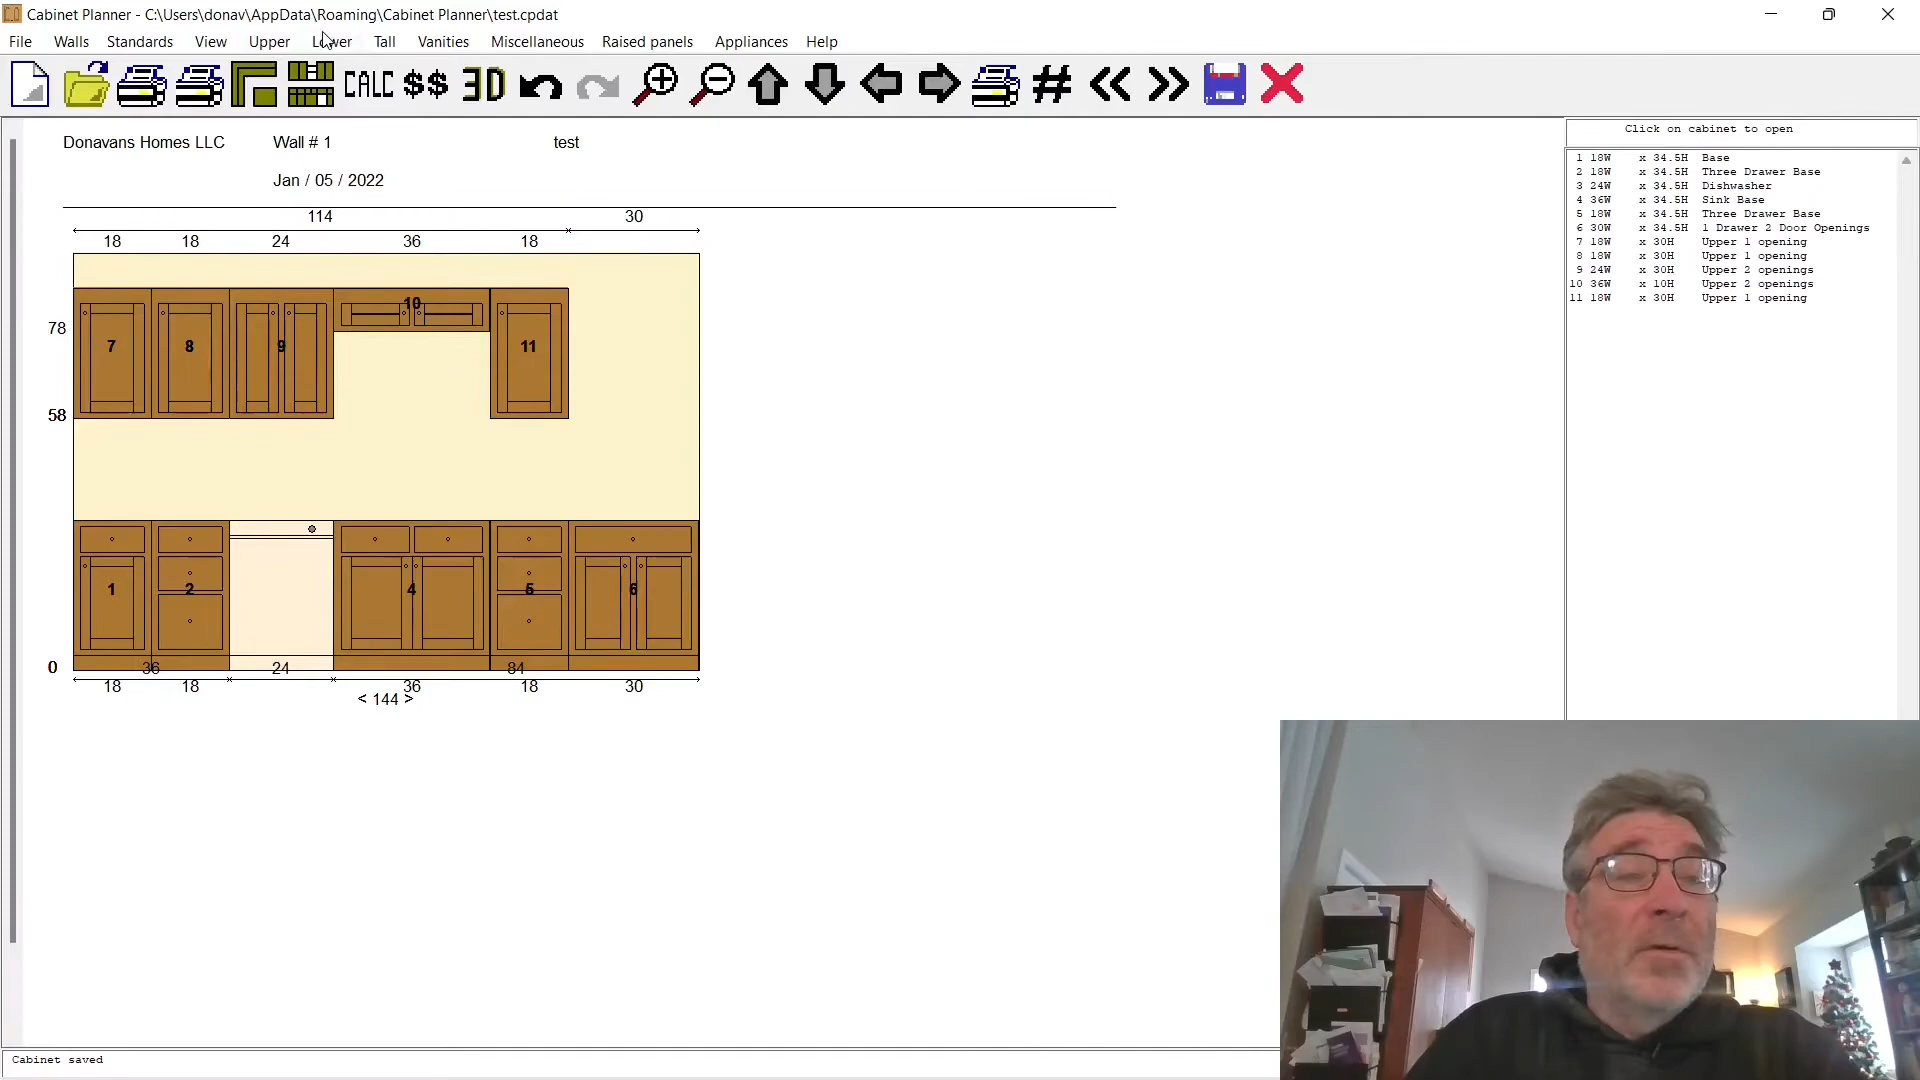 Cabinet Planner - C:\Users\donav\AppData\Roaming\Cabinet Planner\test.cpdat
File Walls Standards View Upper Lower Tall Vanities Miscellaneous Raised panels Appliances Help
CALC $$ 3D #
Donavans Homes LLC Wall # 1 test
Jan / 05 / 2022
114 30
18 18 24 36 18
10
78
7 8 9 11
58
1 2 4 5 6
0 36 24 84
18 18 36 18 30
< 144 >
Click on cabinet to open
1 18W x 34.5H Base
2 18W x 34.5H Three Drawer Base
3 24W x 34.5H Dishwasher
4 36W x 34.5H Sink Base
5 18W x 34.5H Three Drawer Base
6 30W x 34.5H 1 Drawer 2 Door Openings
7 18W x 30H Upper 1 opening
8 18W x 30H Upper 1 opening
9 24W x 30H Upper 2 openings
10 36W x 10H Upper 2 openings
11 18W x 30H Upper 1 opening
Cabinet saved